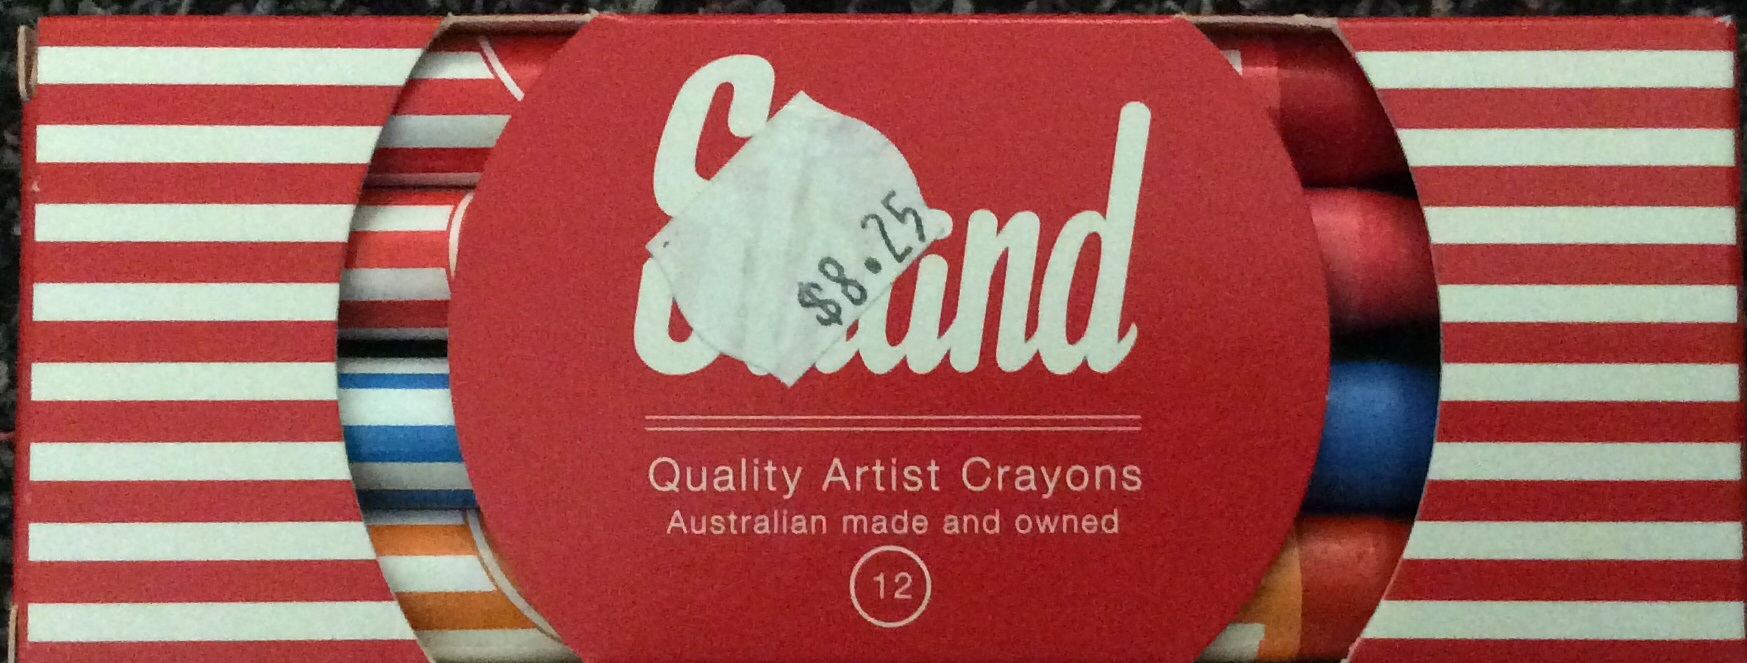 $8.25
Quality Artist Crayons
Australian made and owned
12